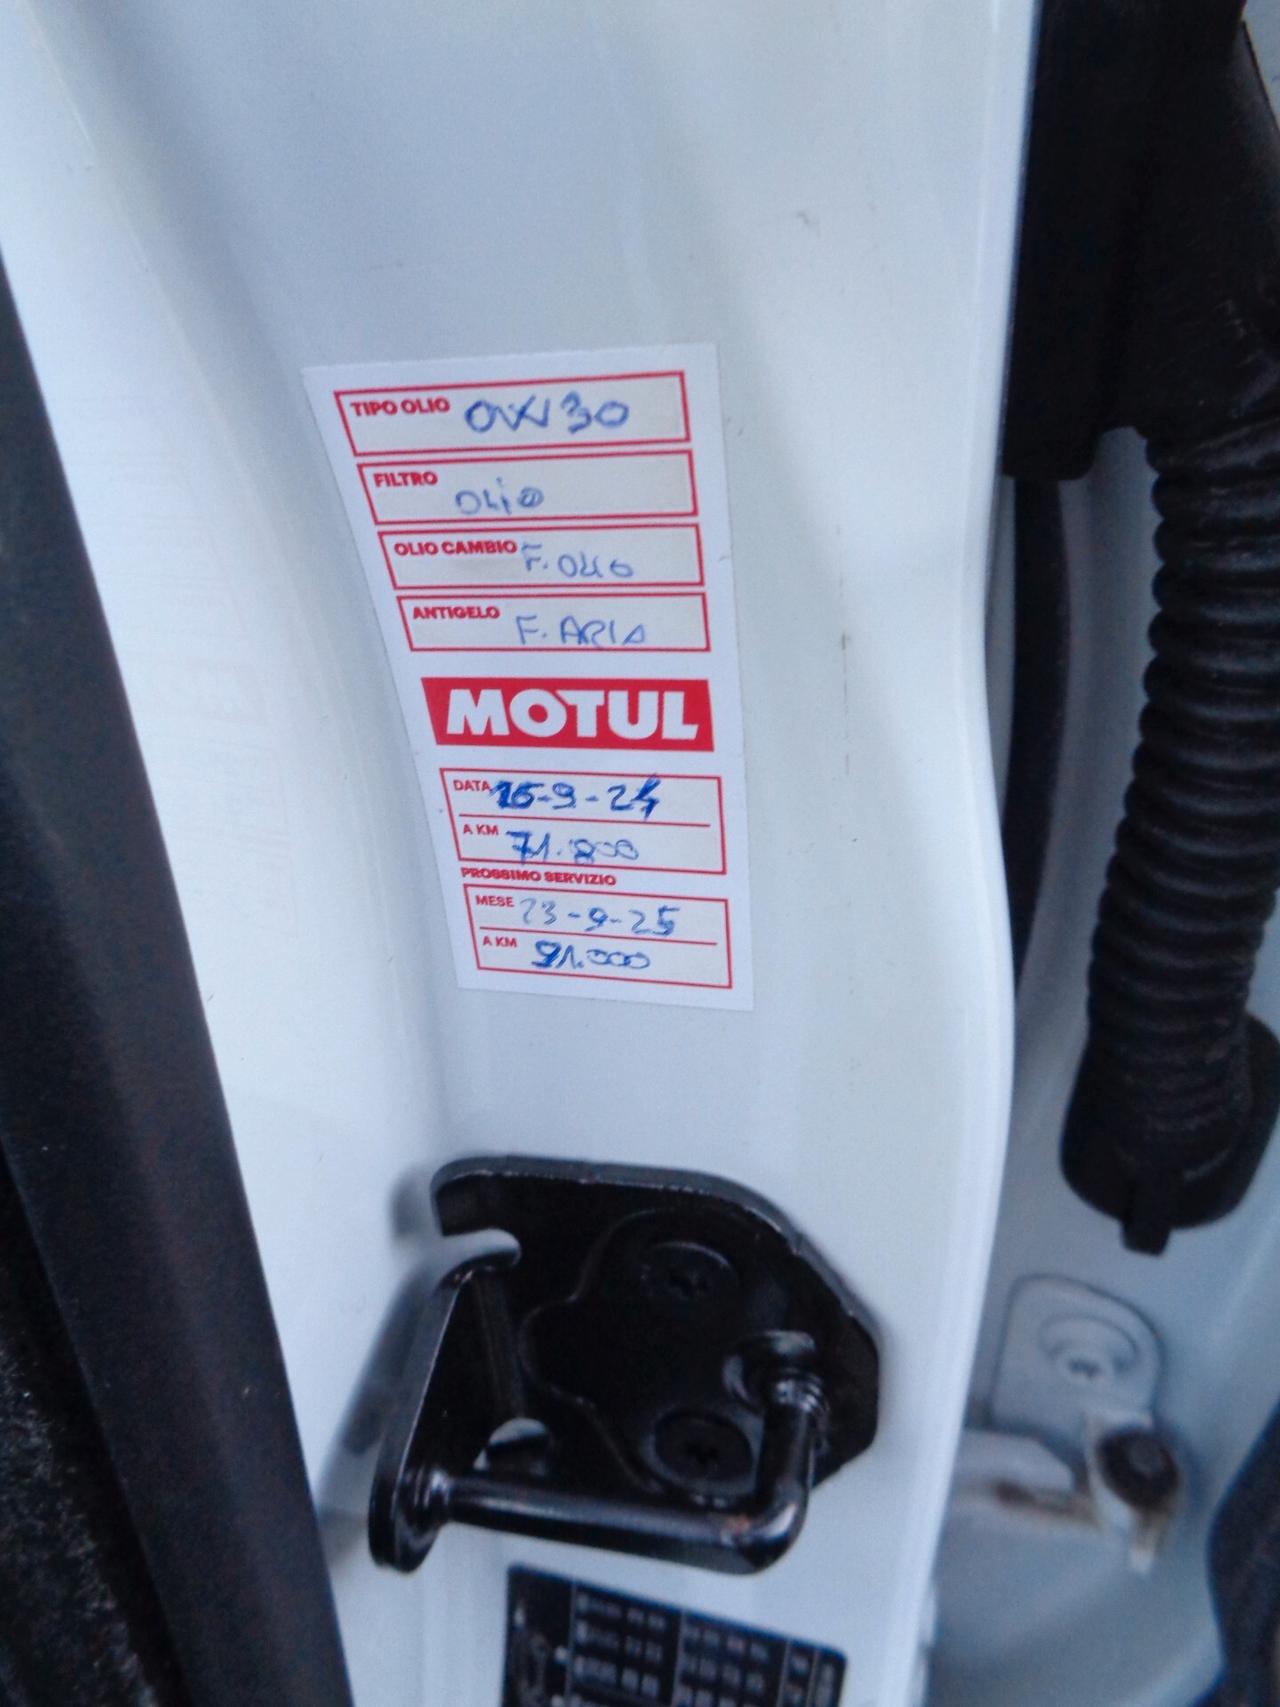 TIPO OLIO 0W30
FILTRO OLIO
OLIO CAMBIO F. OLIO
ANTIGELO F. ARIA
MOTUL
DATA 16-9-24
A KM 71.800
PROSSIMO SERVIZIO
MESE 23-9-25
A KM 91.000